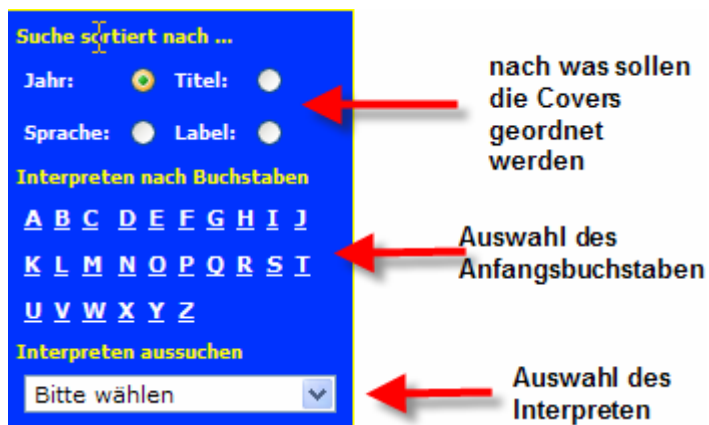 Suche sortiert nach ...
Jahr: Titel:
Sprache: Label:
Interpreten nach Buchstaben
A B C D E F G H I J
K L M N O P Q R S T
U V W X Y Z
Interpreten aussuchen
Bitte wählen
nach was sollen
die Covers
geordnet
werden
Auswahl des
Anfangsbuchstaben
Auswahl des
Interpreten